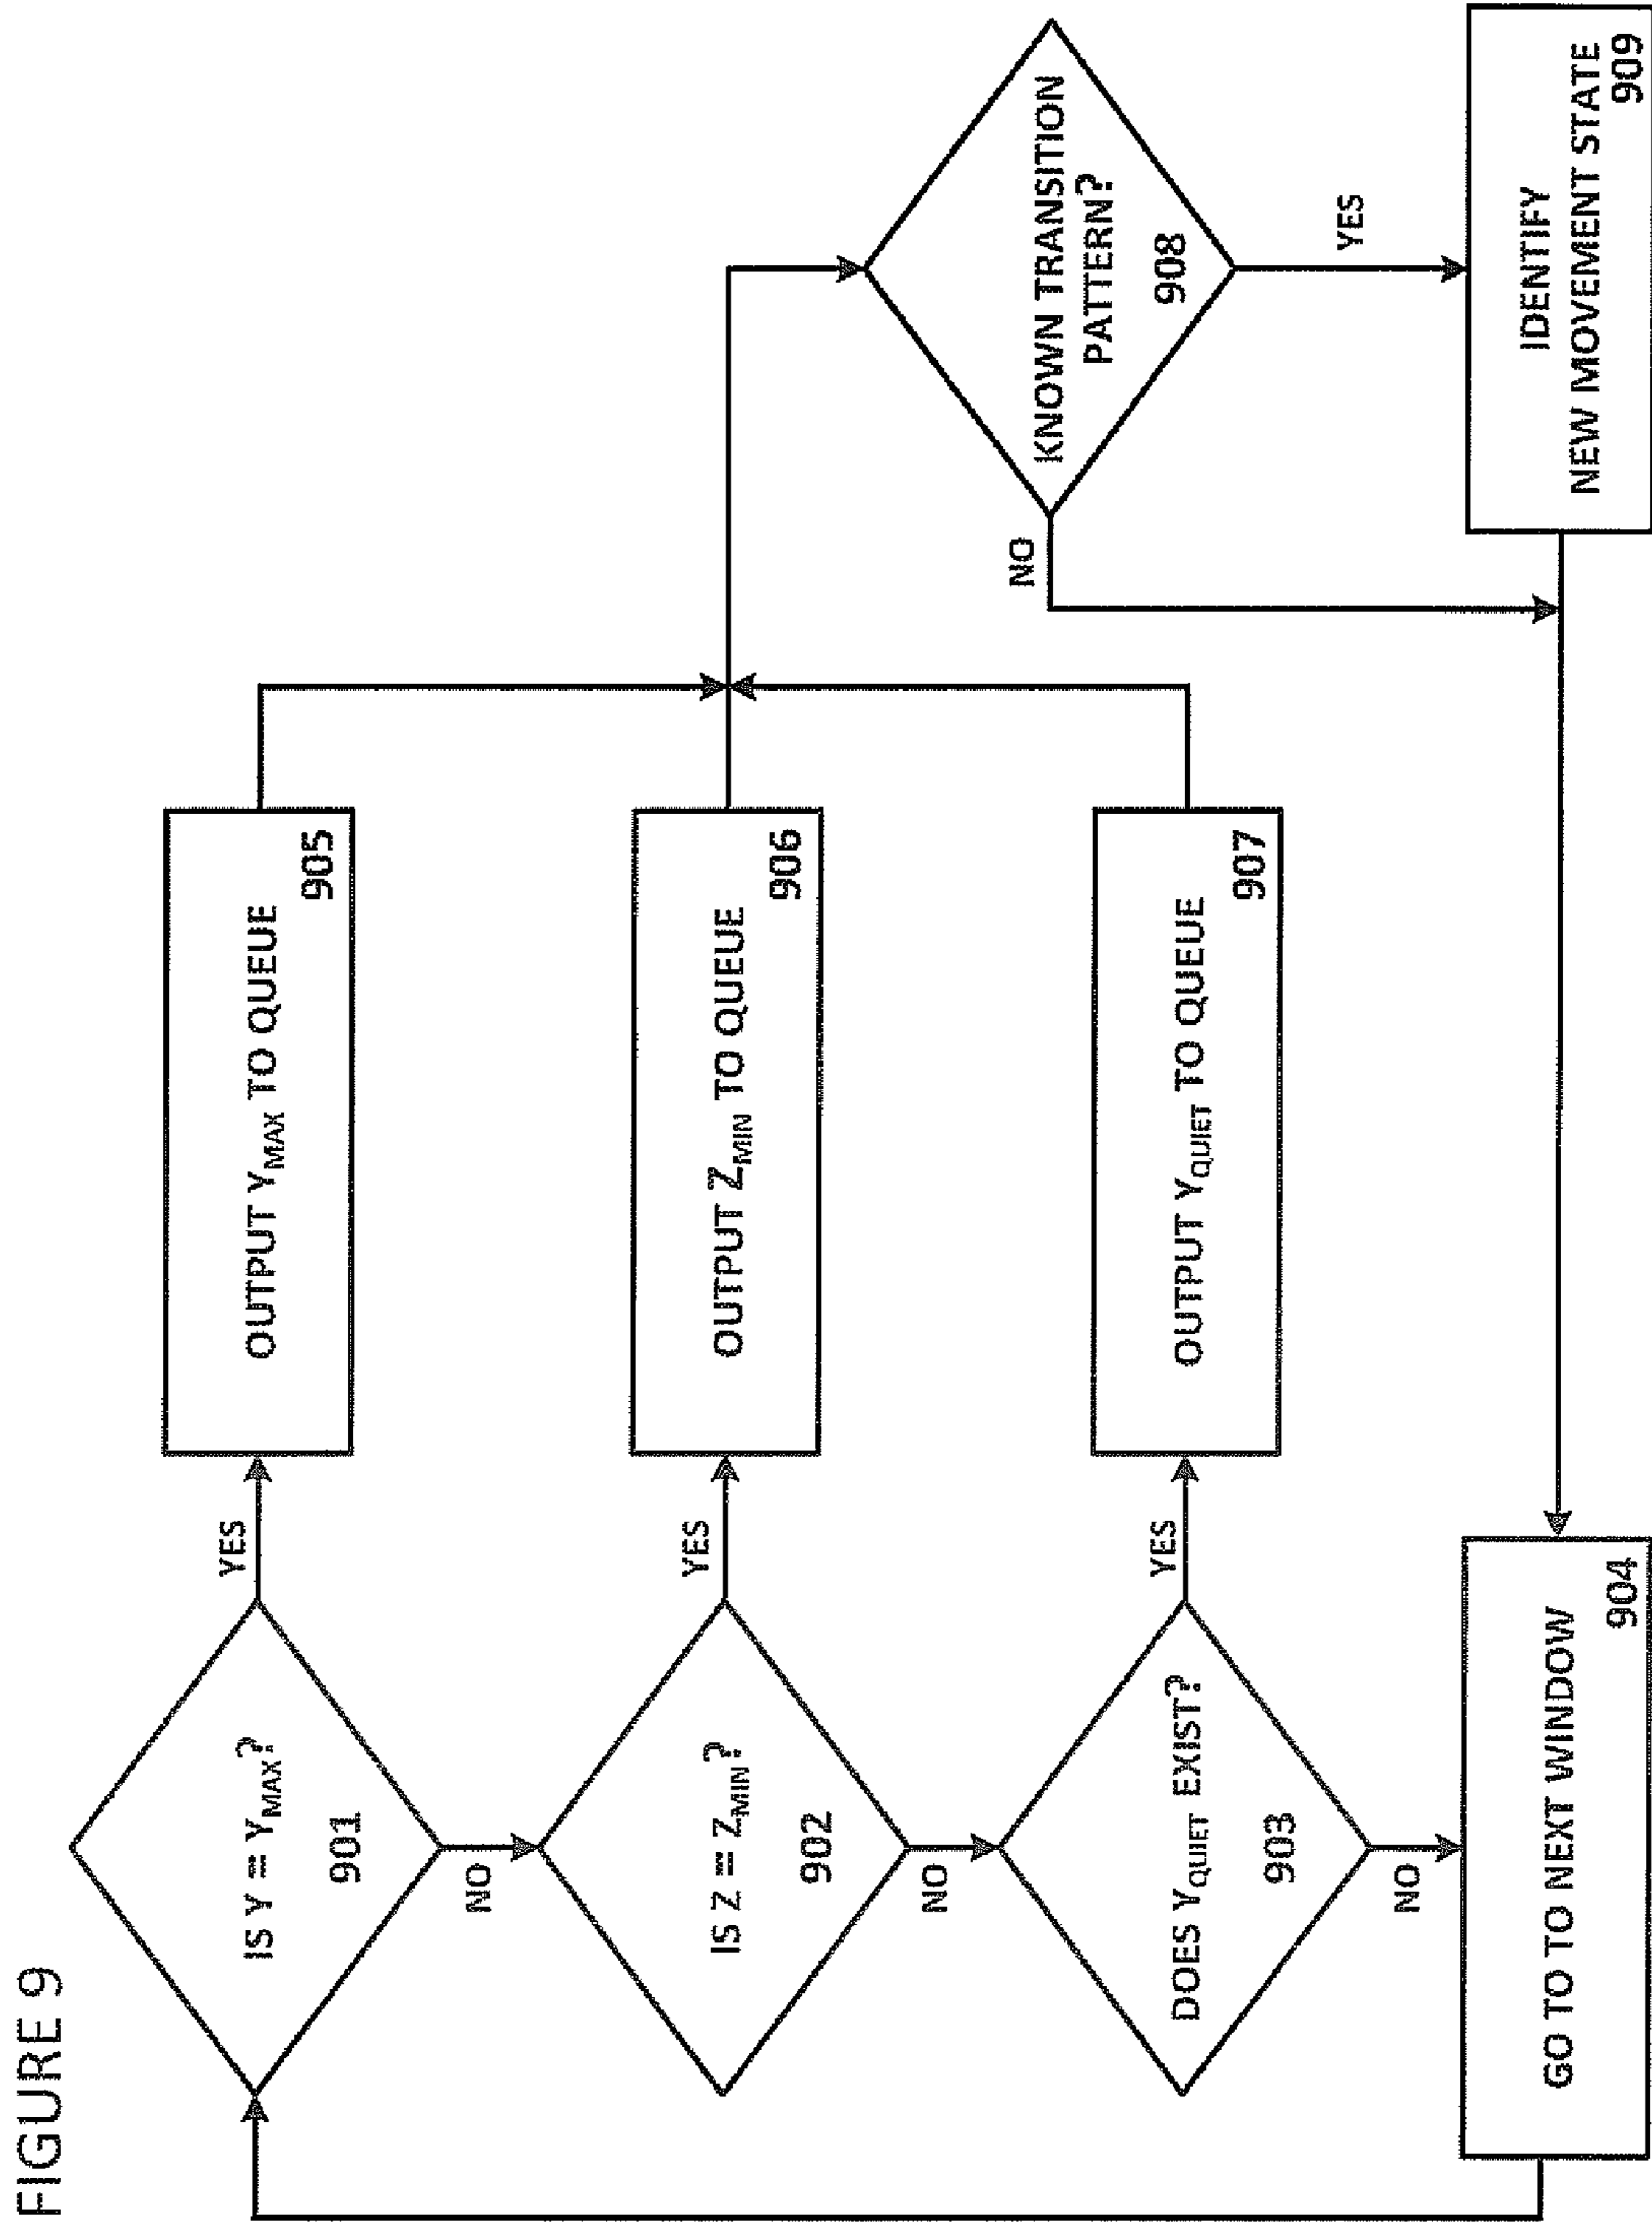 FIGURE 9
IS Y = YMAX?
901
YES
OUTPUT YMAX TO QUEUE
905
NO
IS Z = ZMIN?
902
YES
OUTPUT ZMIN TO QUEUE
906
NO
DOES YQUIET EXIST?
903
YES
OUTPUT YQUIET TO QUEUE
907
NO
GO TO NEXT WINDOW
904
KNOWN TRANSITION
PATTERN?
908
NO
YES
IDENTIFY
NEW MOVEMENT STATE
909